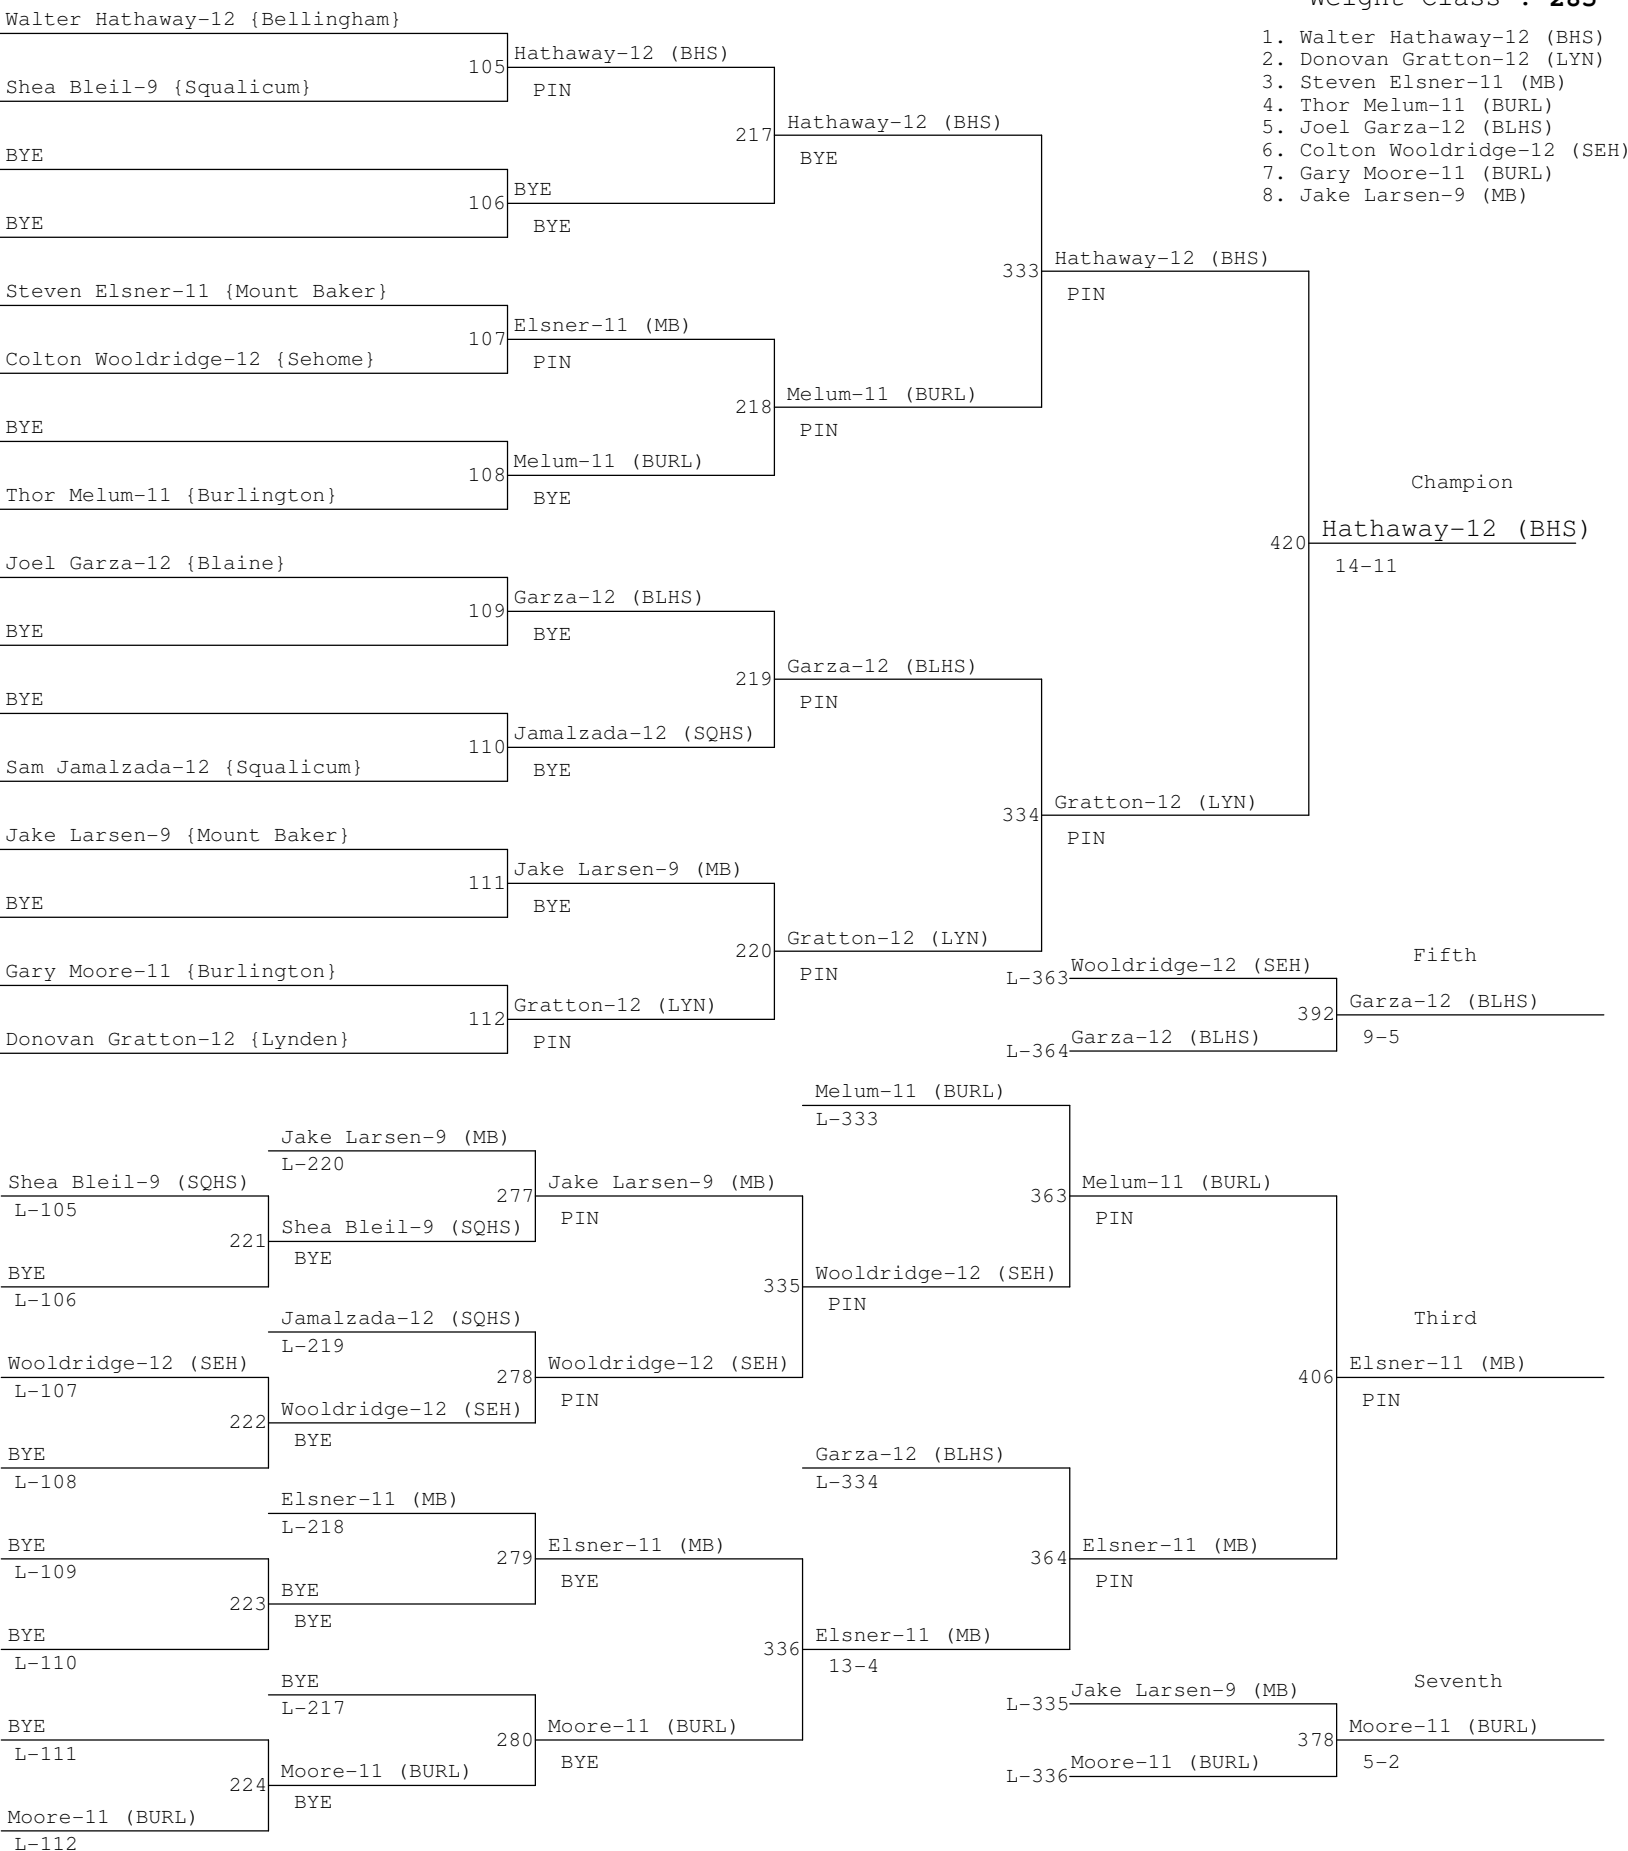 Weight Class : 285
1. Walter Hathaway-12 (BHS)
2. Donovan Gratton-12 (LYN)
3. Steven Elsner-11 (MB)
4. Thor Melum-11 (BURL)
5. Joel Garza-12 (BLHS)
6. Colton Wooldridge-12 (SEH)
7. Gary Moore-11 (BURL)
8. Jake Larsen-9 (MB)
Walter Hathaway-12 {Bellingham}
Shea Bleil-9 {Squalicum}
BYE
BYE
Steven Elsner-11 {Mount Baker}
Colton Wooldridge-12 {Sehome}
BYE
Thor Melum-11 {Burlington}
Joel Garza-12 {Blaine}
BYE
BYE
Sam Jamalzada-12 {Squalicum}
Jake Larsen-9 {Mount Baker}
BYE
Gary Moore-11 {Burlington}
Donovan Gratton-12 {Lynden}
105 Hathaway-12 (BHS)
PIN
106 BYE
BYE
107 Elsner-11 (MB)
PIN
108 Melum-11 (BURL)
BYE
109 Garza-12 (BLHS)
BYE
110 Jamalzada-12 (SQHS)
BYE
111 Jake Larsen-9 (MB)
BYE
112 Gratton-12 (LYN)
PIN
217 Hathaway-12 (BHS)
BYE
218 Melum-11 (BURL)
PIN
219 Garza-12 (BLHS)
PIN
220 Gratton-12 (LYN)
PIN
333 Hathaway-12 (BHS)
PIN
334 Gratton-12 (LYN)
PIN
Champion
420 Hathaway-12 (BHS)
14-11
Fifth
L-363 Wooldridge-12 (SEH)
L-364 Garza-12 (BLHS)
392 Garza-12 (BLHS)
9-5
Shea Bleil-9 (SQHS)
L-105
BYE
L-106
Wooldridge-12 (SEH)
L-107
BYE
L-108
BYE
L-109
BYE
L-110
BYE
L-111
Moore-11 (BURL)
L-112
Jake Larsen-9 (MB)
L-220
221 Shea Bleil-9 (SQHS)
BYE
Jamalzada-12 (SQHS)
L-219
222 Wooldridge-12 (SEH)
BYE
Elsner-11 (MB)
L-218
223 BYE
BYE
BYE
L-217
224 Moore-11 (BURL)
BYE
277 Jake Larsen-9 (MB)
PIN
278 Wooldridge-12 (SEH)
PIN
279 Elsner-11 (MB)
BYE
280 Moore-11 (BURL)
BYE
Melum-11 (BURL)
L-333
335 Wooldridge-12 (SEH)
PIN
Garza-12 (BLHS)
L-334
336 Elsner-11 (MB)
13-4
363 Melum-11 (BURL)
PIN
364 Elsner-11 (MB)
PIN
Third
406 Elsner-11 (MB)
PIN
Seventh
L-335 Jake Larsen-9 (MB)
L-336 Moore-11 (BURL)
378 Moore-11 (BURL)
5-2